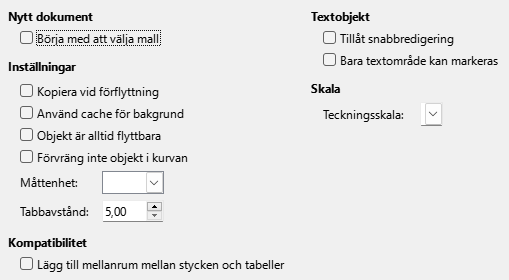 Nytt dokument
Börja med att välja mall
Inställningar
Kopiera vid förflyttning
Använd cache för bakgrund
Objekt är alltid flyttbara
Förvräng inte objekt i kurvan
Måttenhet:
Tabbavstånd: 5,00
Kompatibilitet
Lägg till mellanrum mellan stycken och tabeller
Textobjekt
Tillåt snabbredigering
Bara textområde kan markeras
Skala
Teckningsskala: